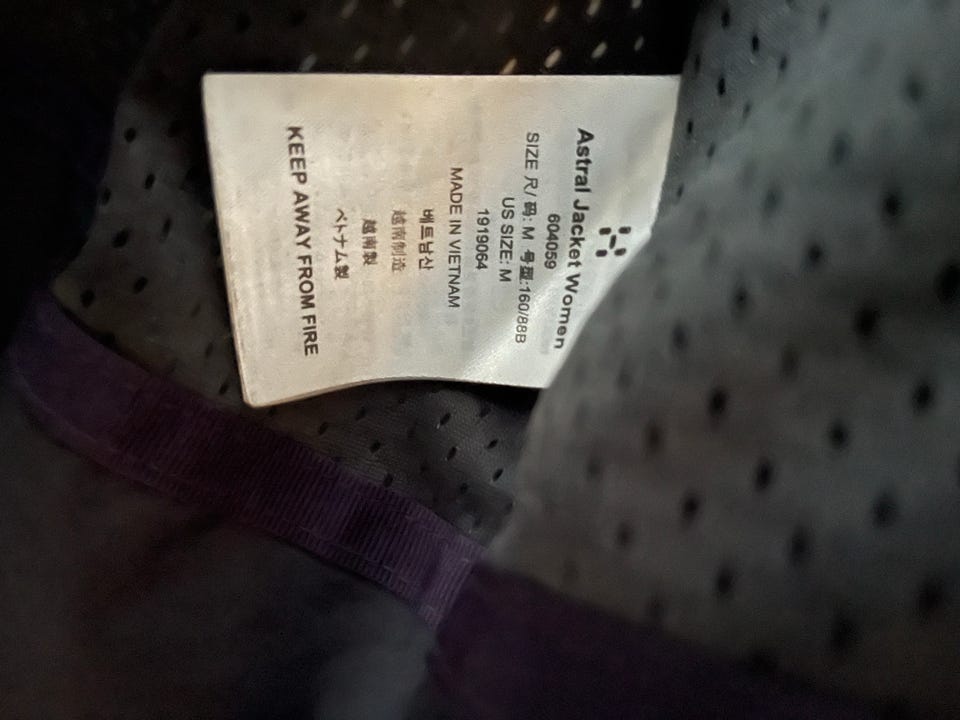 Astral Jacket Women
604059
SIZE 尺/ 码: M 号型:160/88B
US SIZE: M
1919064
MADE IN VIETNAM
베트남산
越南制造
越南製
ベトナム製
KEEP AWAY FROM FIRE